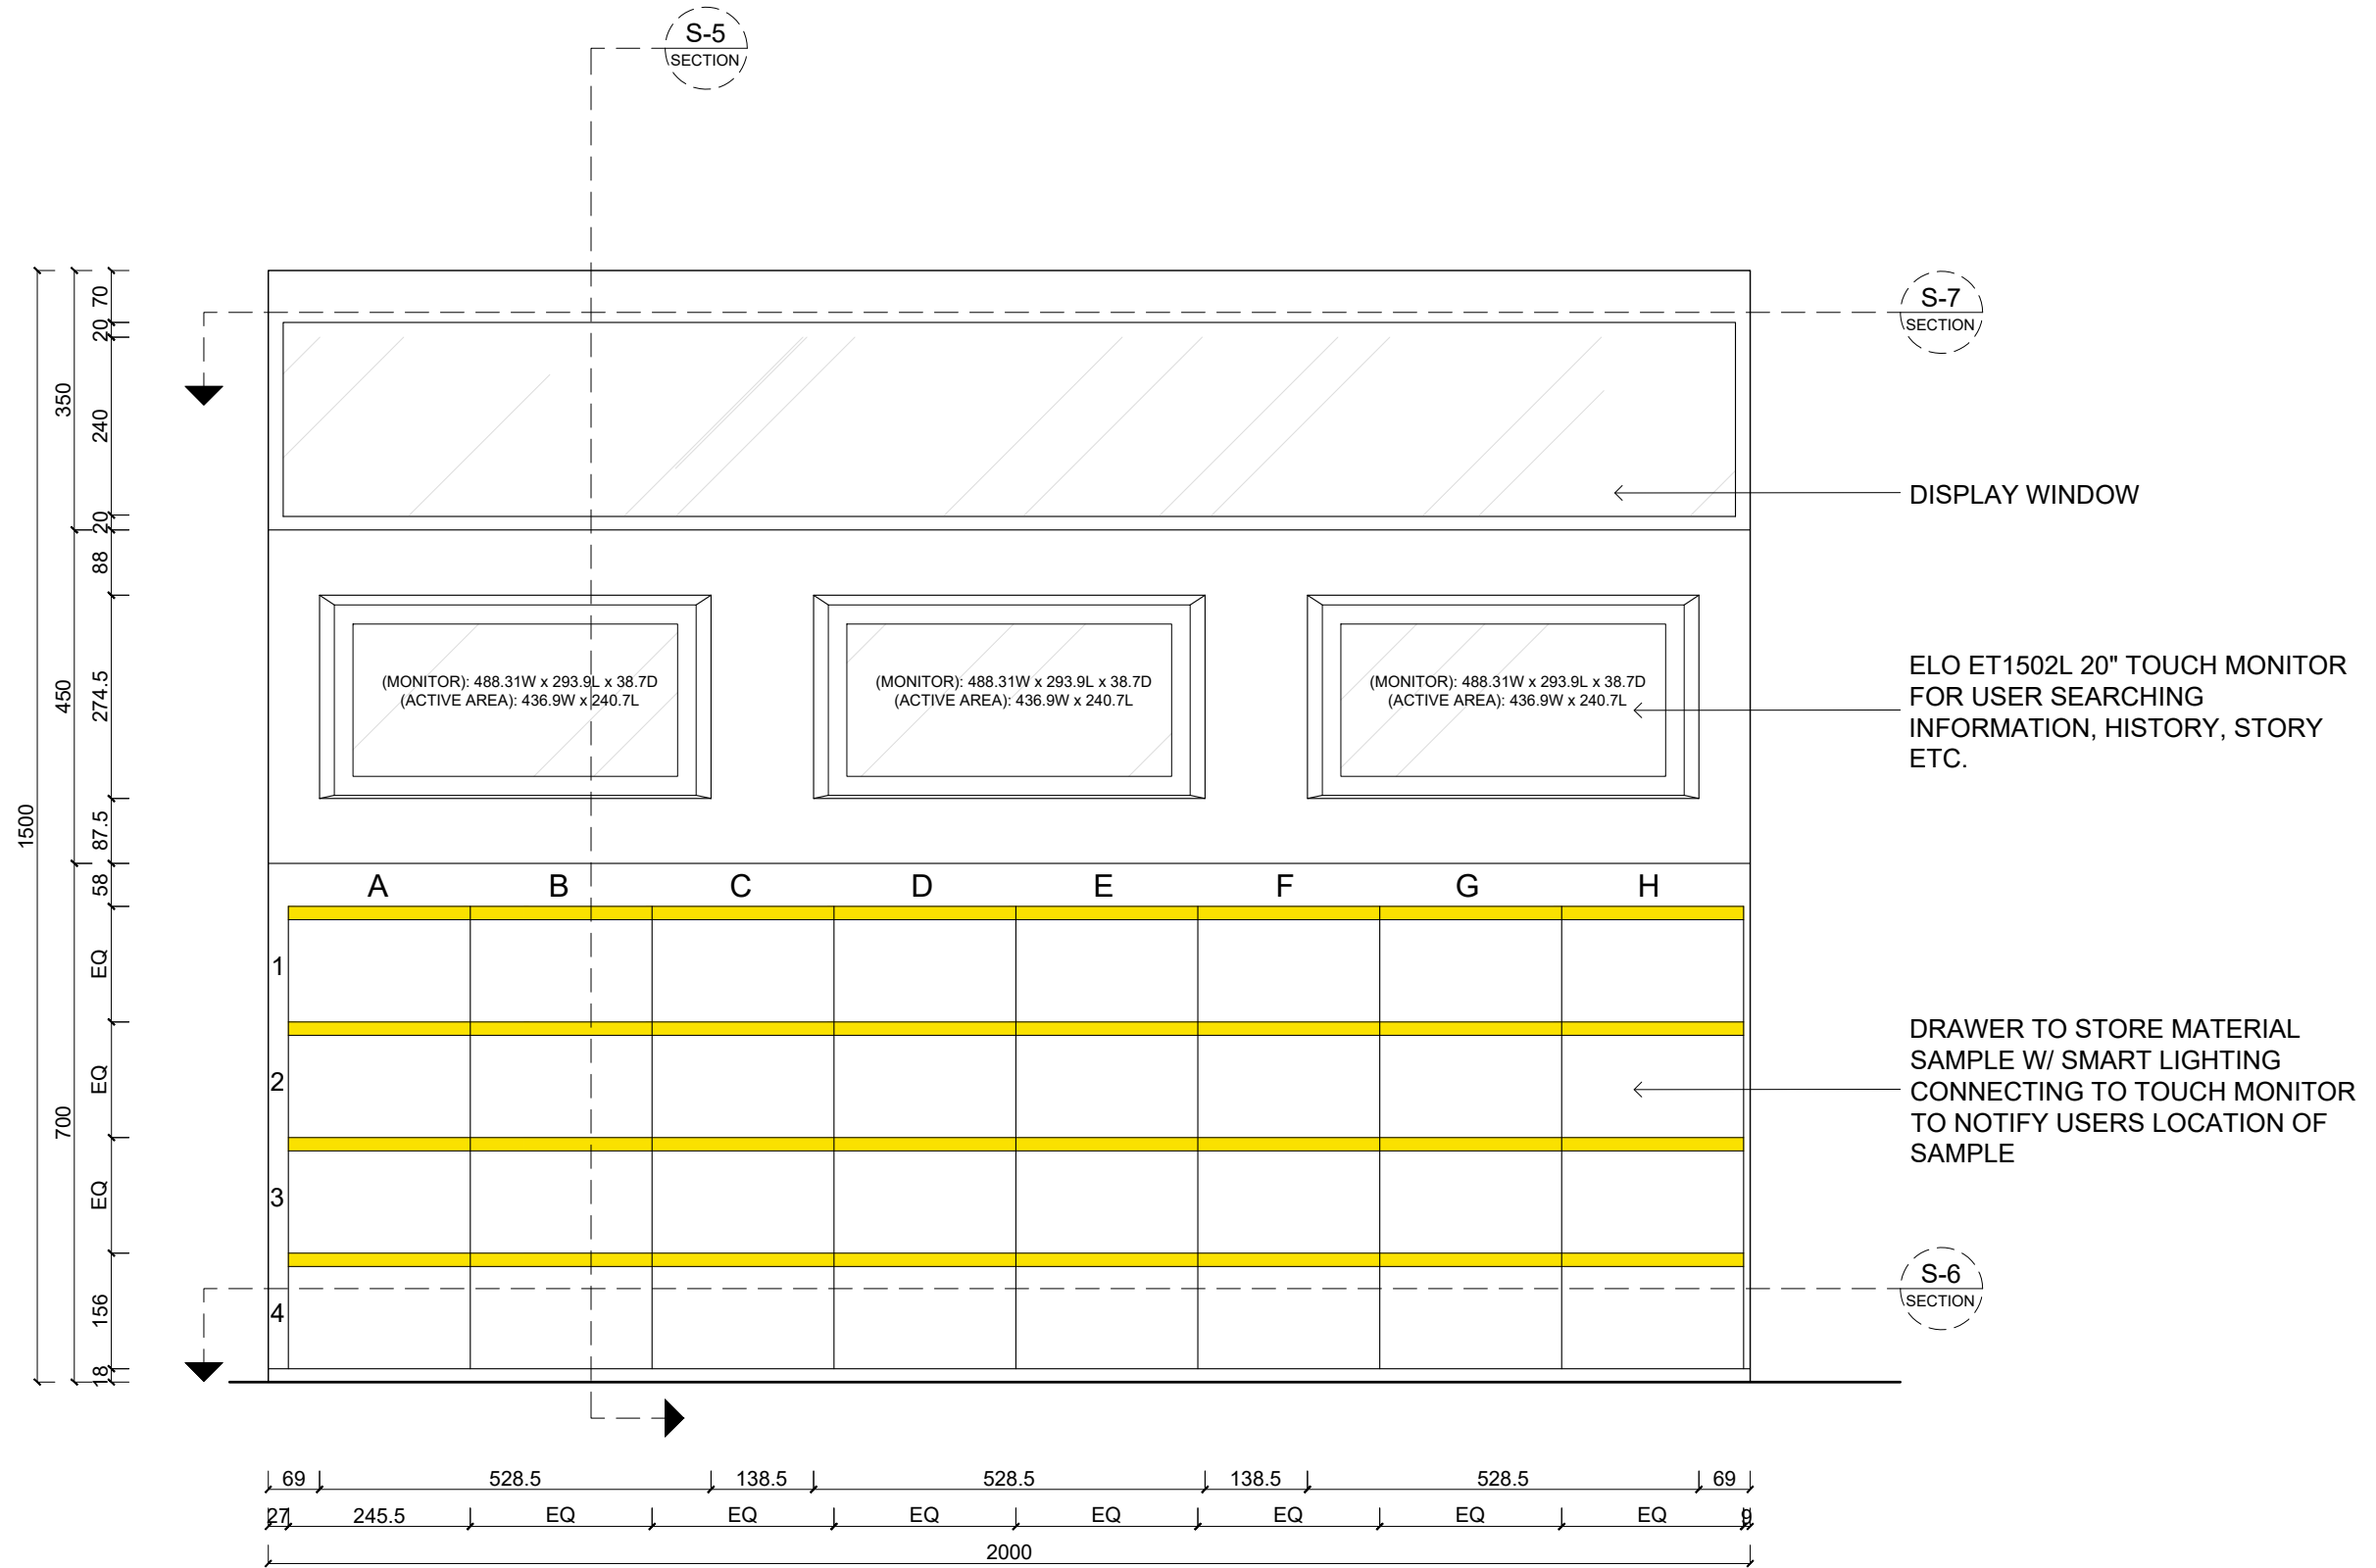 S-5
SECTION
S-7
SECTION
70
20
240
20
350
88
274.5
87.5
450
1500
58
EQ
EQ
EQ
156
18
700
DISPLAY WINDOW
(MONITOR): 488.31W x 293.9L x 38.7D
(ACTIVE AREA): 436.9W x 240.7L
(MONITOR): 488.31W x 293.9L x 38.7D
(ACTIVE AREA): 436.9W x 240.7L
(MONITOR): 488.31W x 293.9L x 38.7D
(ACTIVE AREA): 436.9W x 240.7L
ELO ET1502L 20" TOUCH MONITOR
FOR USER SEARCHING
INFORMATION, HISTORY, STORY
ETC.
A B C D E F G H
1
2
3
4
DRAWER TO STORE MATERIAL
SAMPLE W/ SMART LIGHTING
CONNECTING TO TOUCH MONITOR
TO NOTIFY USERS LOCATION OF
SAMPLE
S-6
SECTION
69 528.5 138.5 528.5 138.5 528.5 69
27 245.5 EQ EQ EQ EQ EQ EQ EQ 9
2000